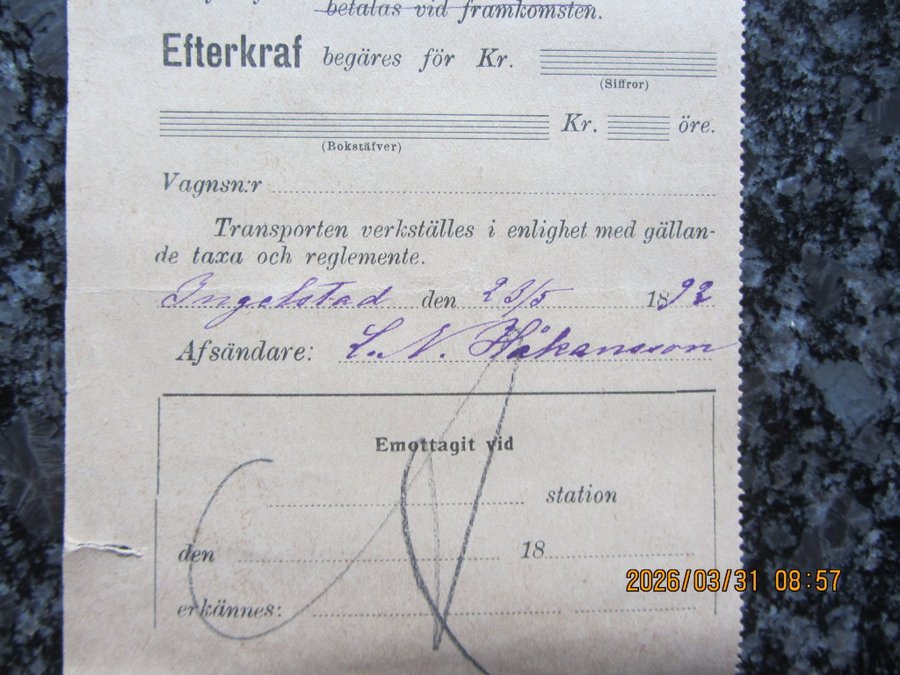 betalas vid framkomsten.
Efterkraf begäres för Kr.
(Siffror)
Kr. öre.
(Bokstäfver)
Vagnsn:r
Transporten verkställes i enlighet med gällan-
de taxa och reglemente.
Ingelstad den 23/5 1892
Afsändare: L. N. Håkansson
Emottagit vid
station
den 18
erkännes:
2026/03/31 08:57